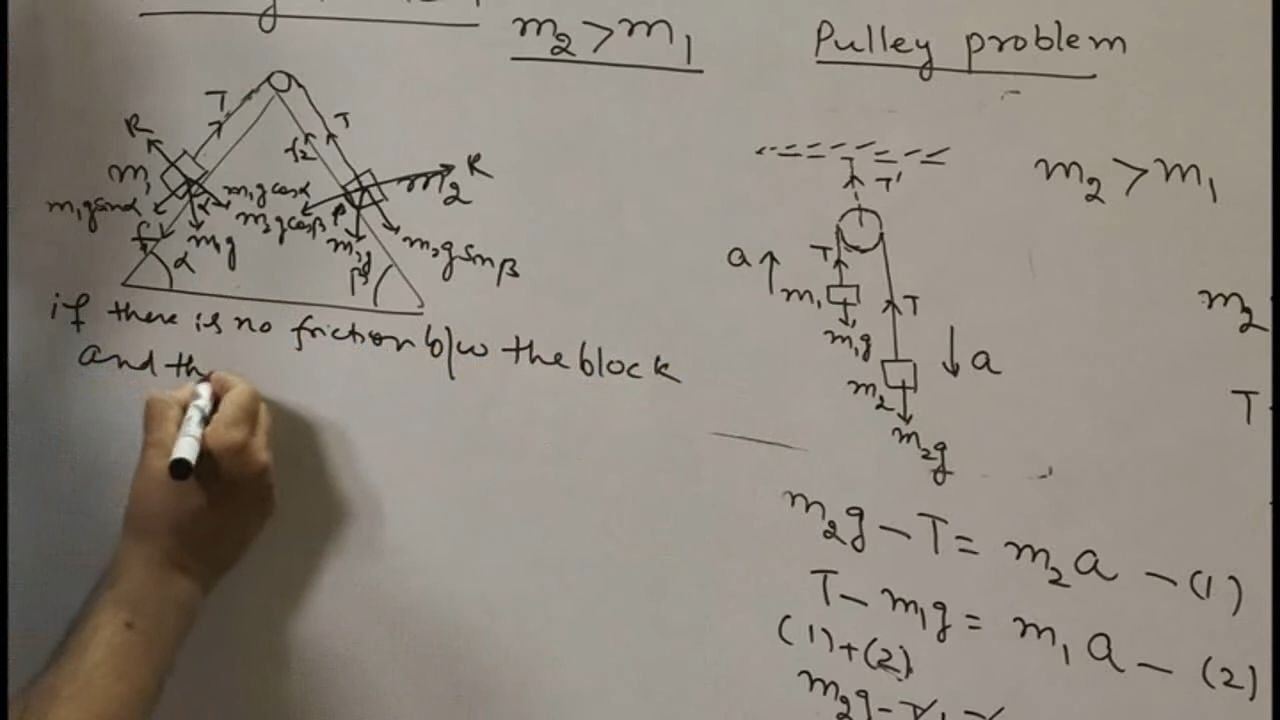 m₂ > m₁
T
R
T
f₂
R
m₁
m₂
m₁g sinα
m₁g cosα
α
m₂g cosβ
β
m₁g
m₂g
m₂g sinβ
f₁
α
β
if there is no friction b/w the block
and th
Pulley problem
T'
m₂ > m₁
a
T
m₁
m₁g
T
a
m₂
m₂g
m₂
T
m₂g - T = m₂a - (1)
T - m₁g = m₁a - (2)
(1)+(2)
m₂g -